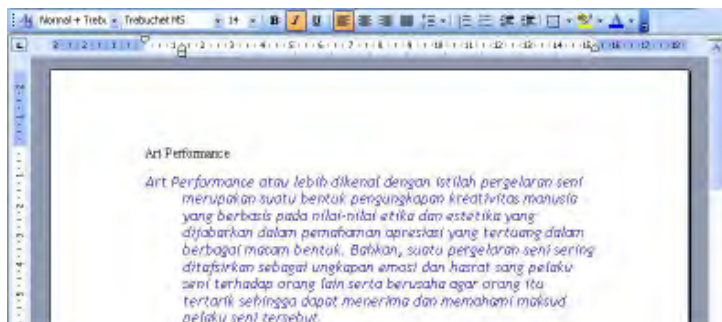 Normal + Trebu Trebuchet MS 14 B I U
Art Performance
Art Performance atau lebih dikenal dengan istilah pergelaran seni
merupakan suatu bentuk pengungkapan kreativitas manusia
yang berbasis pada nilai-nilai etika dan estetika yang
dijabarkan dalam pemahaman apresiasi yang tertuang dalam
berbagai macam bentuk. Bahkan, suatu pergelaran seni sering
ditafsirkan sebagai ungkapan emosi dan hasrat sang pelaku
seni terhadap orang lain serta berusaha agar orang itu
tertarik sehingga dapat menerima dan memahami maksud
pelaku seni tersebut.